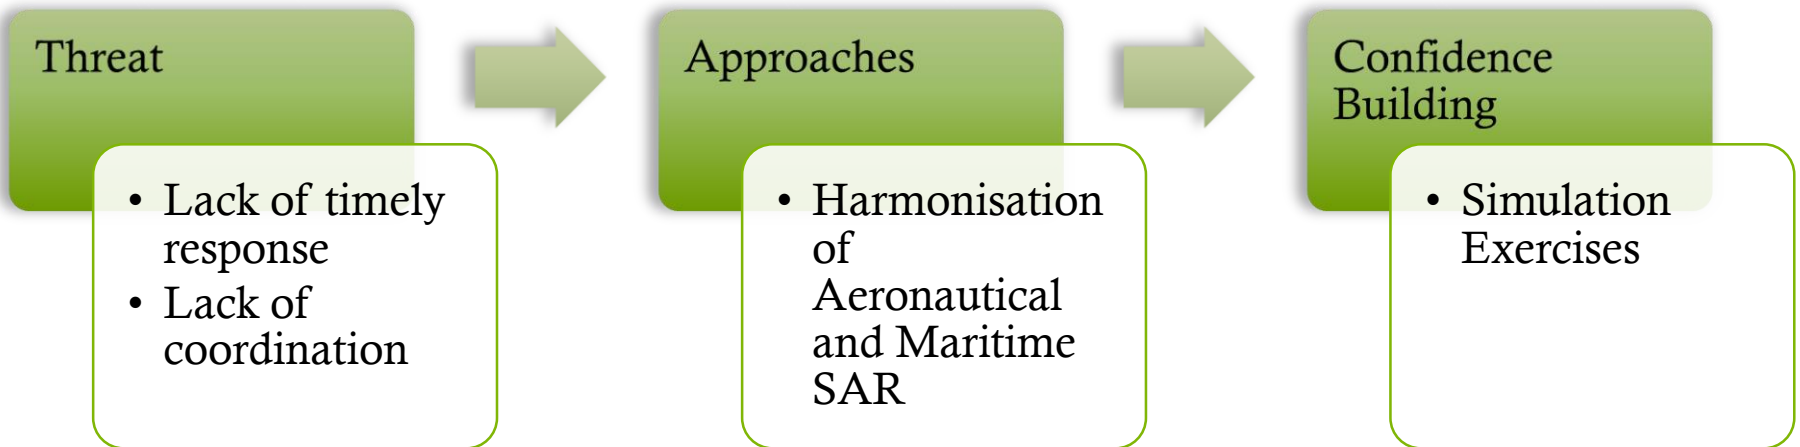 Threat
• Lack of timely
response
• Lack of
coordination
Approaches
• Harmonisation
of
Aeronautical
and Maritime
SAR
Confidence
Building
• Simulation
Exercises